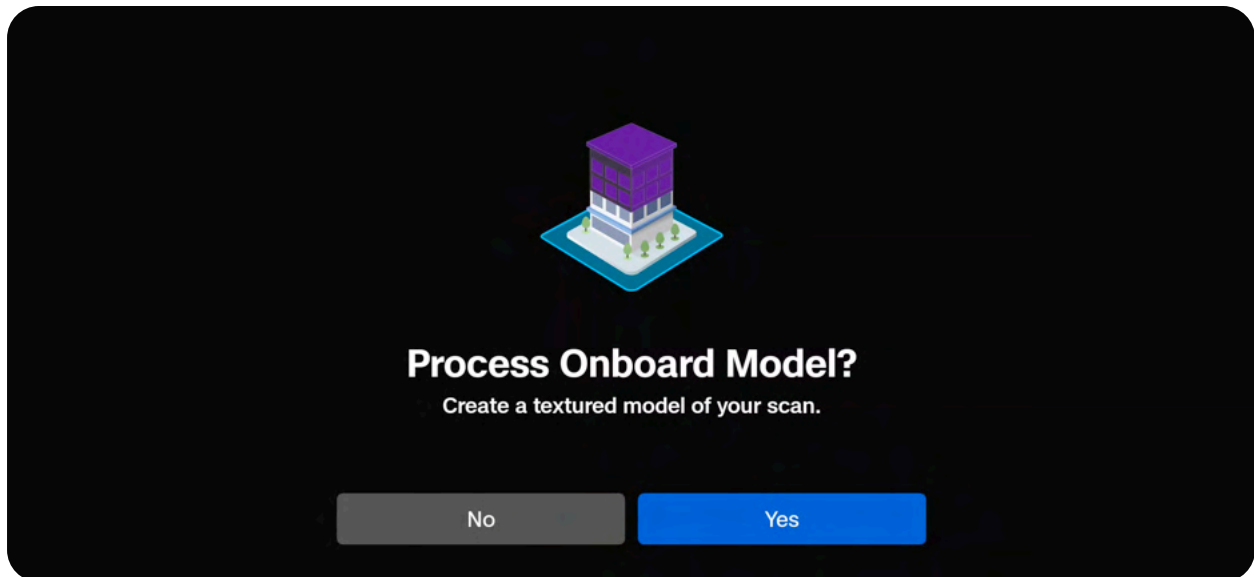 Process Onboard Model?
Create a textured model of your scan.
No
Yes